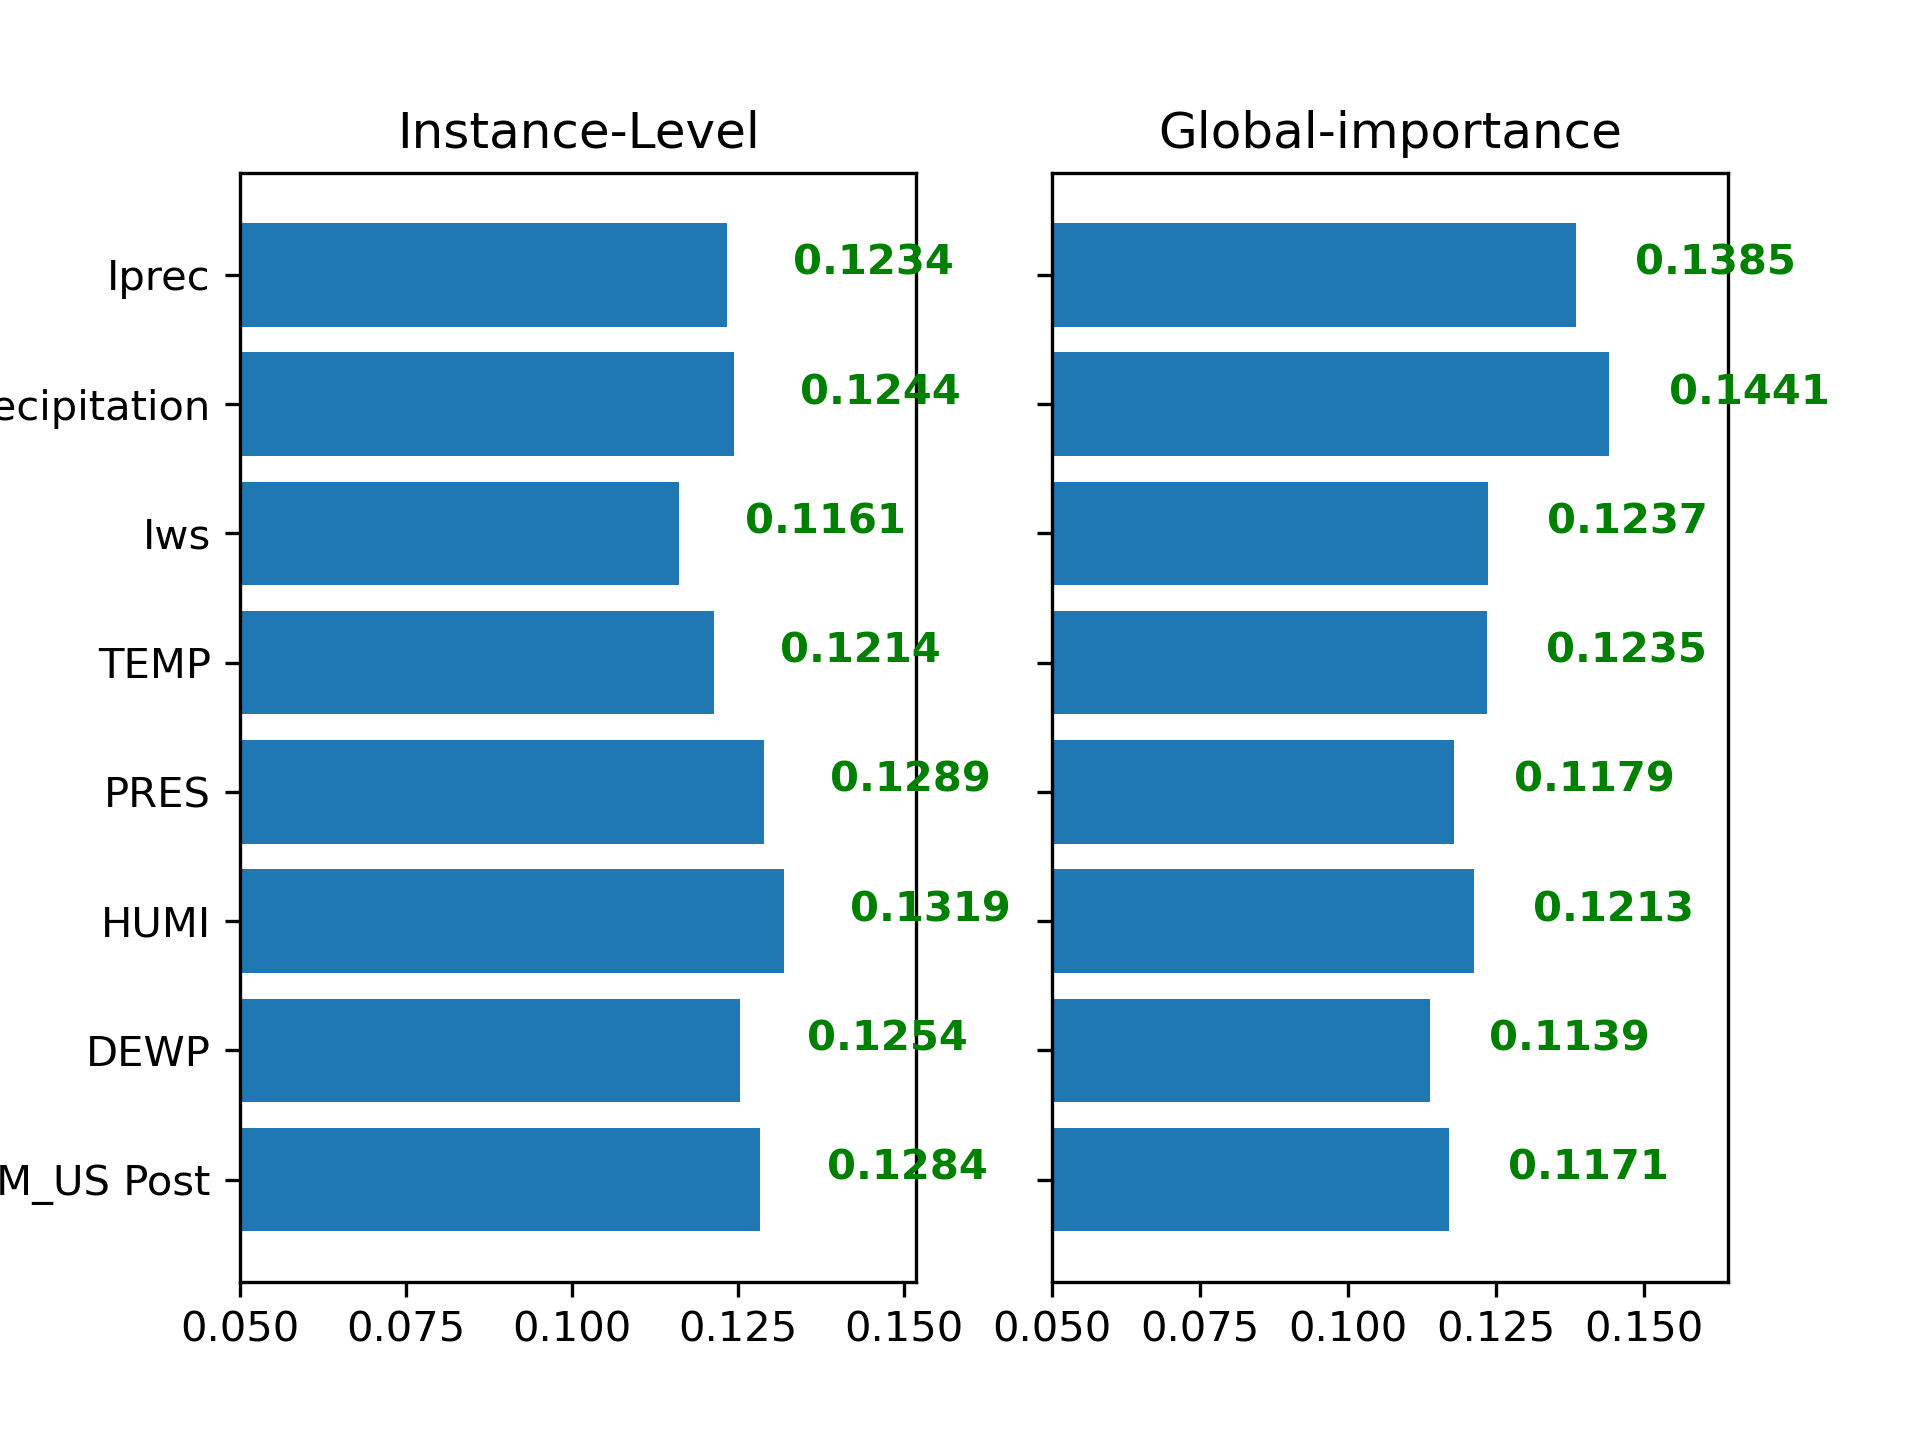 Instance-Level Global-importance
Iprec 0.1234 0.1385
ecipitation 0.1244 0.1441
Iws 0.1161 0.1237
TEMP 0.1214 0.1235
PRES 0.1289 0.1179
HUMI 0.1319 0.1213
DEWP 0.1254 0.1139
M_US Post 0.1284 0.1171
0.050 0.075 0.100 0.125 0.150 0.050 0.075 0.100 0.125 0.150